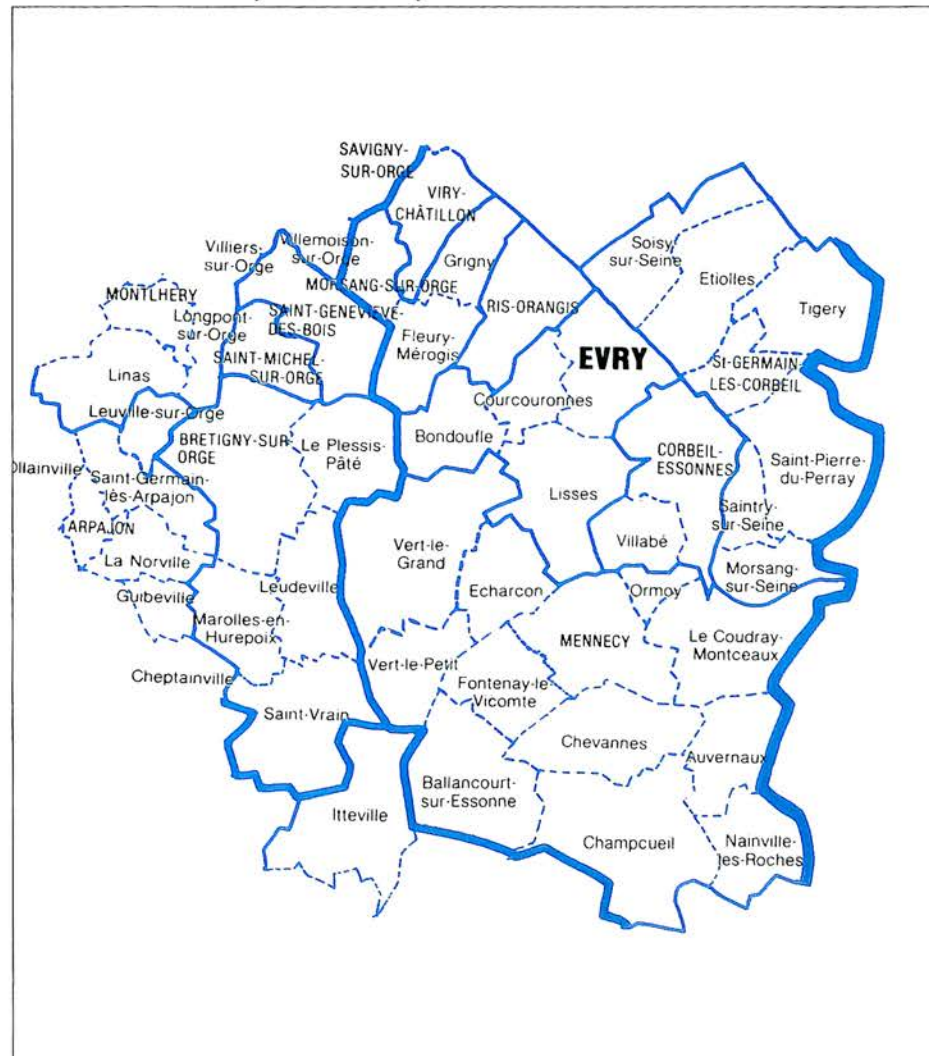 SAVIGNY-
SUR-ORGE
VIRY-
CHÂTILLON
Villiers-
sur-Orge
Villemoison-
sur-Orge
Grigny
Soisy
sur-Seine
Etiolles
MONTLHERY
MORSANG-SUR-ORGE
RIS-ORANGIS
Tigery
Longpont-
sur-Orge
SAINT-GENEVIEVE-
DES-BOIS
Fleury-
Mérogis
EVRY
SAINT-MICHEL-
SUR-ORGE
St-GERMAIN-
LES-CORBEIL
Linas
Leuville-sur-Orge
Courcouronnes
BRETIGNY-SUR-
ORGE
Le Plessis-
Pâté
Bondoufle
CORBEIL-
ESSONNES
Saint-Pierre-
du-Perray
Ollainville
Saint-Germain-
lès-Arpajon
Lisses
Saintry-
sur-Seine
ARPAJON
Villabé
Vert-le-
Grand
La Norville
Leudeville
Echarcon
Ormoy
Morsang-
sur-Seine
Guibeville
Marolles-en-
Hurepoix
MENNECY
Le Coudray-
Montceaux
Cheptainville
Vert-le-Petit
Fontenay-le-
Vicomte
Saint-Vrain
Chevannes
Auvernaux
Ballancourt-
sur-Essonne
Itteville
Champcueil
Nainville-
les-Roches